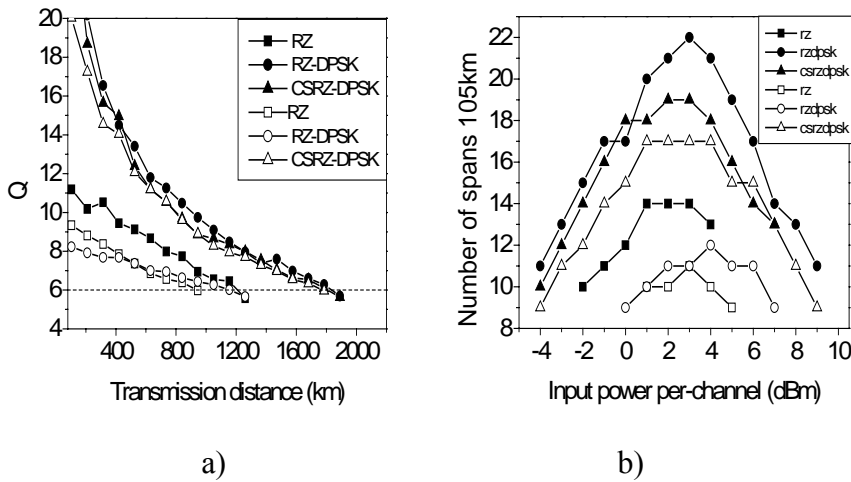 20
18
16
14
12
10
8
6
4
Q
RZ
RZ-DPSK
CSRZ-DPSK
RZ
RZ-DPSK
CSRZ-DPSK
400 800 1200 1600 2000
Transmission distance (km)
a)
22
20
18
16
14
12
10
8
Number of spans 105km
rz
rzdpsk
csrzdpsk
rz
rzdpsk
csrzdpsk
-4 -2 0 2 4 6 8 10
Input power per-channel (dBm)
b)